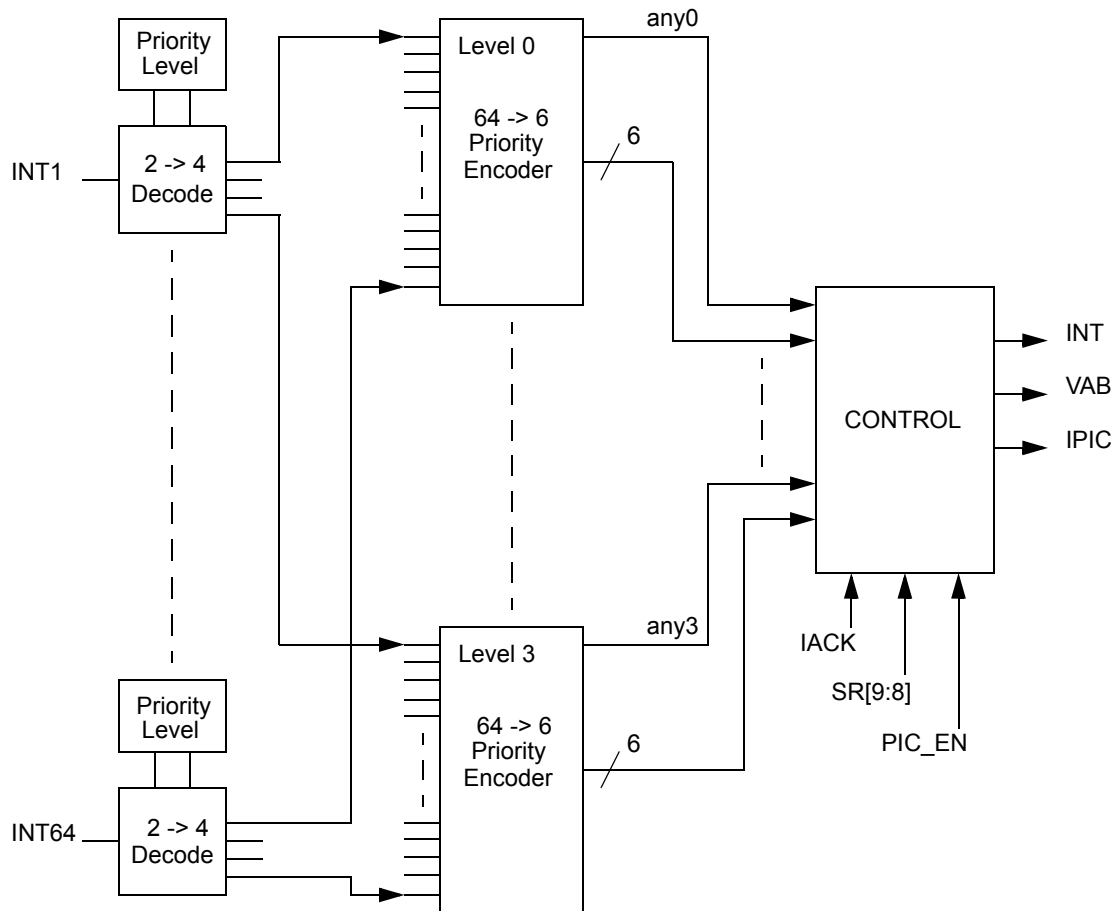 any0
Priority
Level
Level 0
64 -> 6
Priority
Encoder
6
2 -> 4
Decode
INT1
INT
VAB
IPIC
CONTROL
any3
Level 3
IACK
SR[9:8]
PIC_EN
Priority
Level
64 -> 6
Priority
Encoder
6
INT64
2 -> 4
Decode